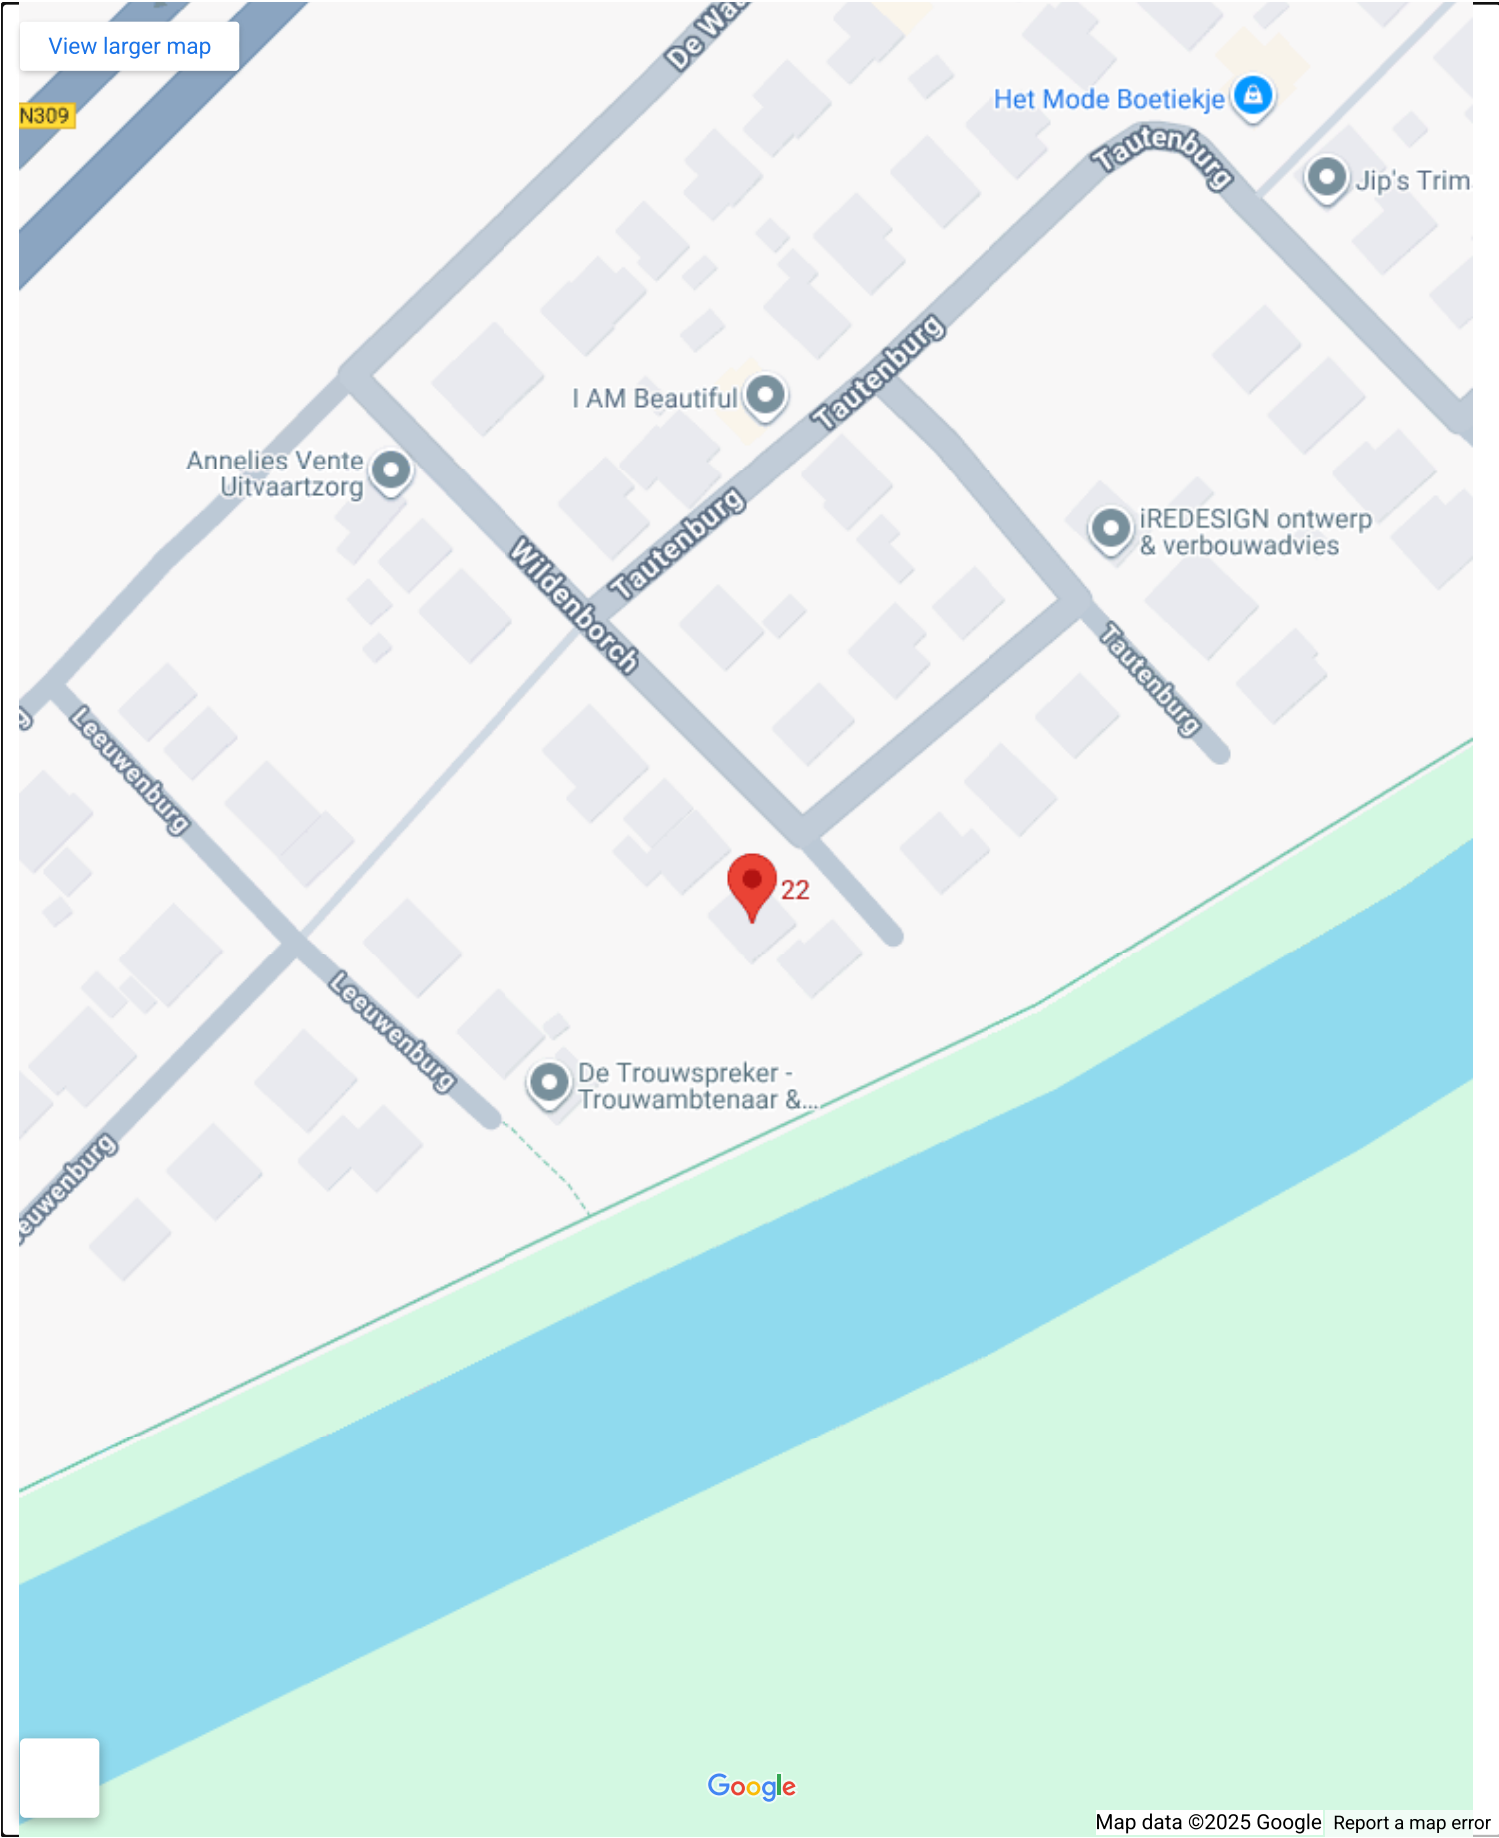 De Waa
View larger map
Het Mode Boetiekje
N309
Tautenburg
Jip's Trim
Tautenburg
I AM Beautiful
Annelies Vente
Uitvaartzorg
Tautenburg
iREDESIGN ontwerp
& verbouwadvies
Wildenborch
Tautenburg
Leeuwenburg
22
Leeuwenburg
De Trouwspreker -
Trouwambtenaar &...
euwenburg
Google
Map data ©2025 Google
Report a map error